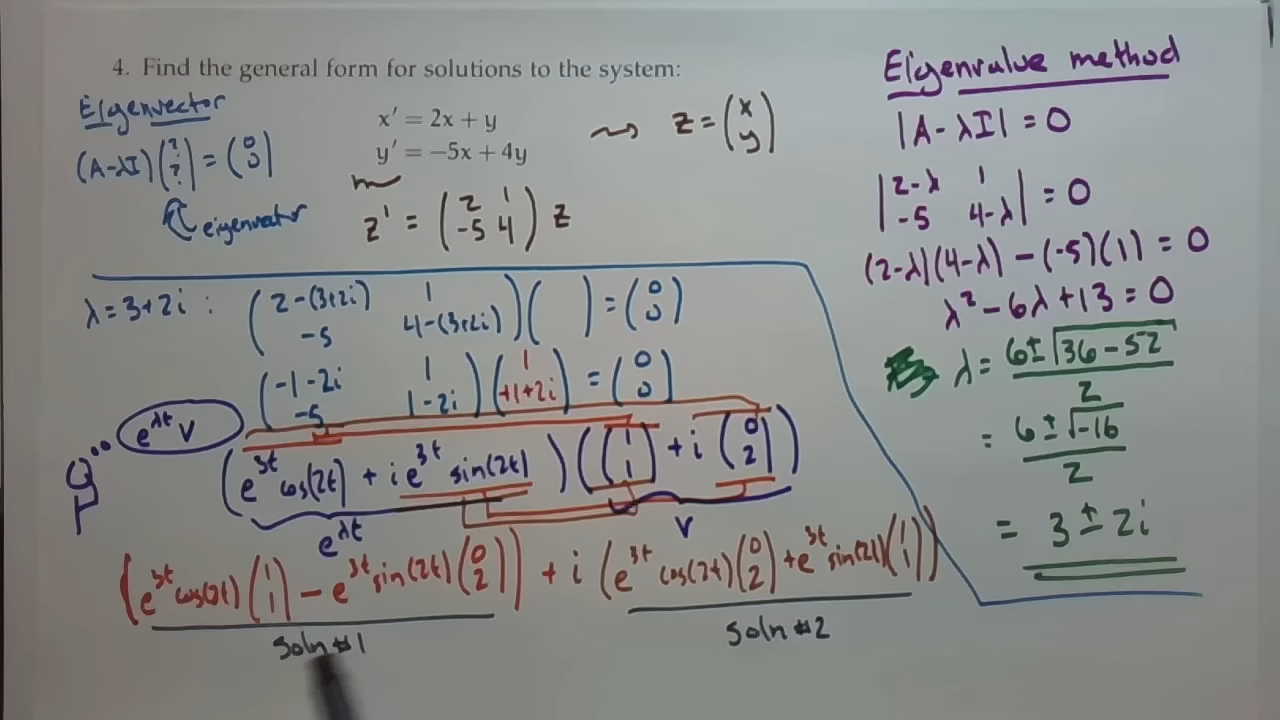 4. Find the general form for solutions to the system:
x′ = 2x + y
y′ = −5x + 4y
⇝ z = (x y)
z' = (2 1 -5 4) z
Eigenvector
(A-λI)(? ?) = (0 0)
eigenvector
Eigenvalue method
|A - λI| = 0
|2-λ 1 -5 4-λ| = 0
(2-λ)(4-λ) - (-5)(1) = 0
λ² - 6λ + 13 = 0
λ = 6±√36-52 / 2
= 6±√-16 / 2
= 3 ± 2i
λ = 3+2i :
(2-(3+2i) 1 -5 4-(3+2i))( ) = (0 0)
(-1-2i 1 -5 1-2i)(1 +1+2i) = (0 0)
e^λt v
(e^3t cos(2t) + i e^3t sin(2t))((1 1) + i (0 2))
e^λt
v
(e^3t cos(2t)(1 1) - e^3t sin(2t)(0 2)) + i (e^3t cos(2t)(0 2) + e^3t sin(2t)(1 1))
Soln #1
Soln #2